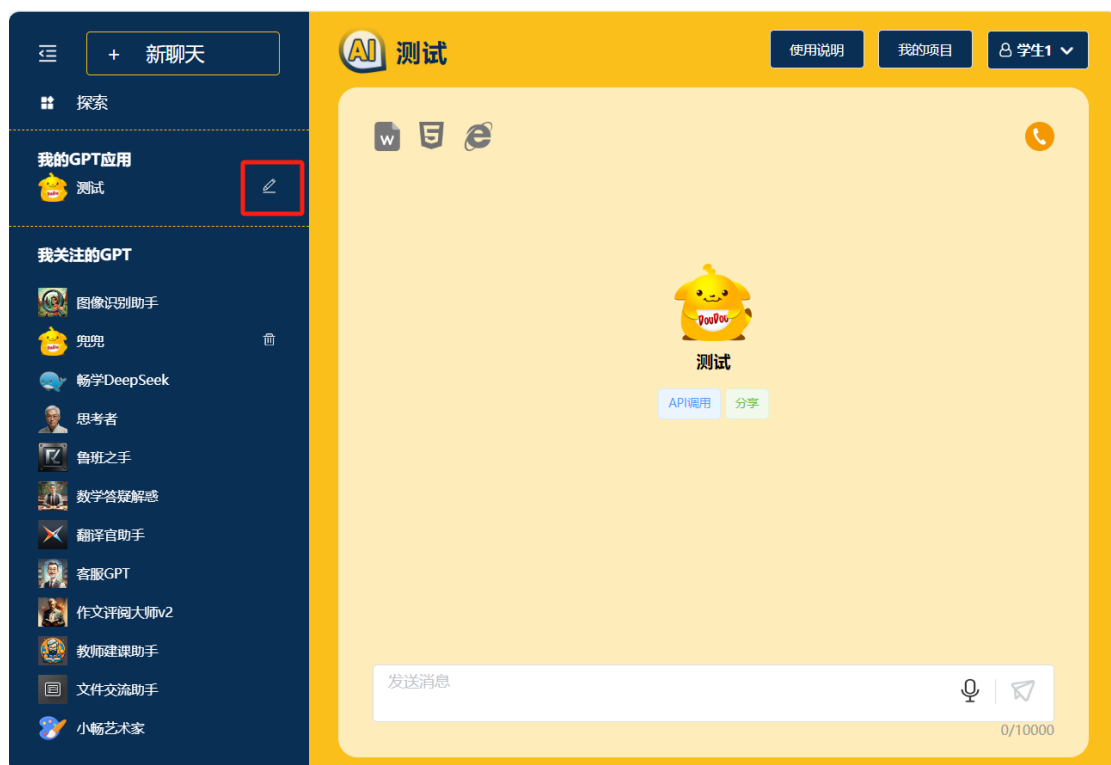 + 新聊天
探索
我的GPT应用
测试
我关注的GPT
图像识别助手
兜兜
畅学DeepSeek
思考者
鲁班之手
数学答疑解惑
翻译官助手
客服GPT
作文评阅大师v2
教师建课助手
文件交流助手
小畅艺术家
AI 测试
使用说明
我的项目
学生1
W
DouDou
测试
API调用
分享
发送消息
0/10000